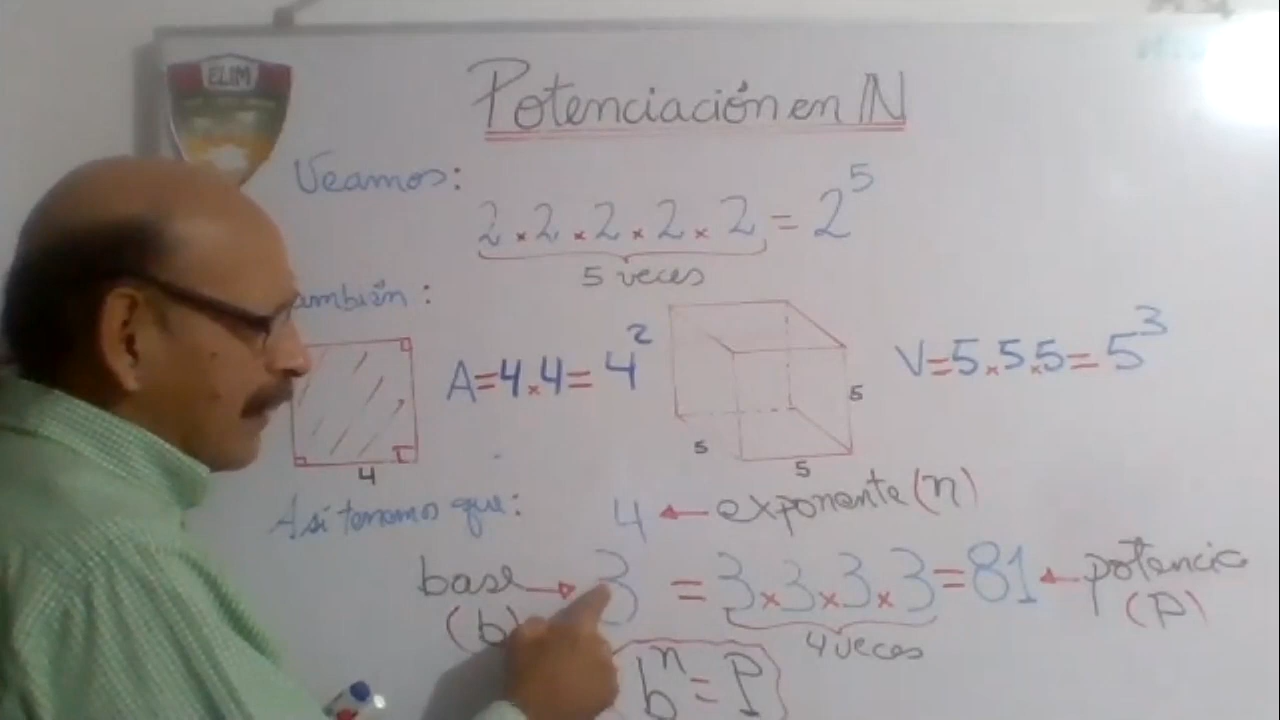 ELIM
Potenciación en ℕ
Veamos:
2 × 2 × 2 × 2 × 2 = 2⁵
5 veces
ambién :
4
A=4×4=4²
5
5
5
V=5×5×5=5³
Así tenemos que:
4 ← exponente (n)
base → 3 = 3×3×3×3=81 ← potencia
(b)
(P)
4 veces
bⁿ=P